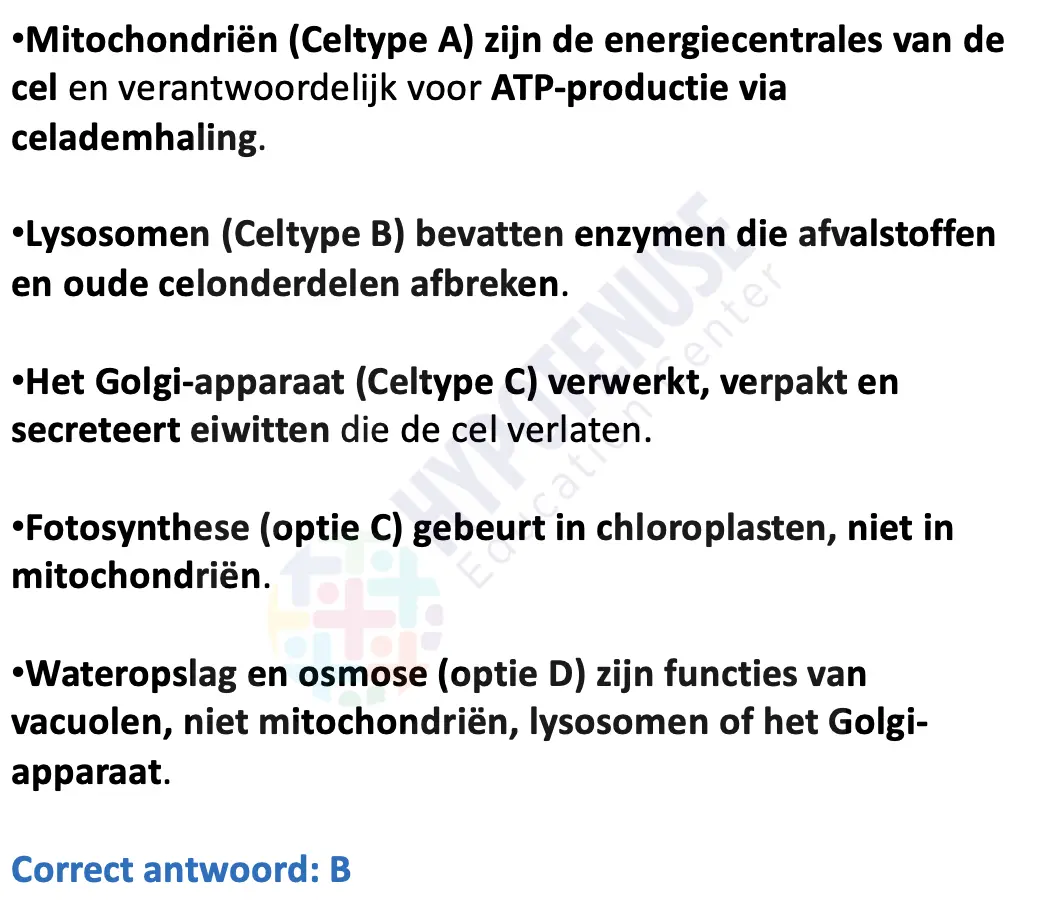 •Mitochondriën (Celtype A) zijn de energiecentrales van de
cel en verantwoordelijk voor ATP-productie via
celademhaling.
•Lysosomen (Celtype B) bevatten enzymen die afvalstoffen
en oude celonderdelen afbreken.
•Het Golgi-apparaat (Celtype C) verwerkt, verpakt en
secreteert eiwitten die de cel verlaten.
•Fotosynthese (optie C) gebeurt in chloroplasten, niet in
mitochondriën.
•Wateropslag en osmose (optie D) zijn functies van
vacuolen, niet mitochondriën, lysosomen of het Golgi-
apparaat.
Correct antwoord: B
HYPOTENUSE
Education Center